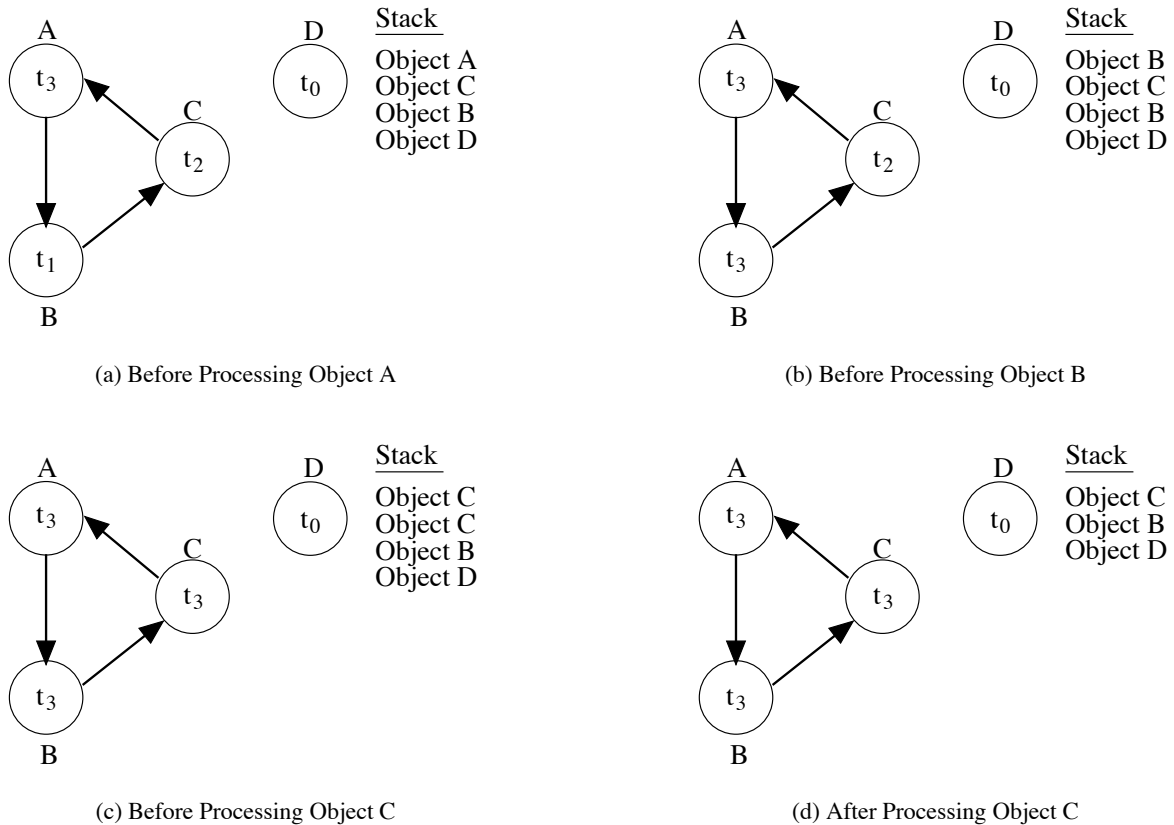 A
t3
D
t0
C
t2
t1
B
Stack
Object A
Object C
Object B
Object D
(a) Before Processing Object A
A
t3
D
t0
C
t2
t3
B
Stack
Object B
Object C
Object B
Object D
(b) Before Processing Object B
A
t3
D
t0
C
t3
t3
B
Stack
Object C
Object C
Object B
Object D
(c) Before Processing Object C
A
t3
D
t0
C
t3
t3
B
Stack
Object C
Object B
Object D
(d) After Processing Object C